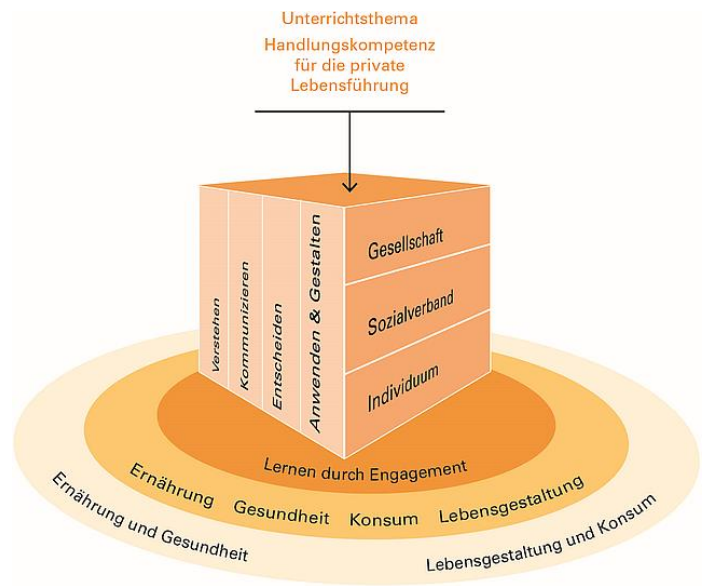 Unterrichtsthema
Handlungskompetenz
für die private
Lebensführung
Verstehen
Kommunizieren
Entscheiden
Anwenden & Gestalten
Gesellschaft
Sozialverband
Individuum
Lernen durch Engagement
Ernährung Gesundheit Konsum Lebensgestaltung
Ernährung und Gesundheit
Lebensgestaltung und Konsum